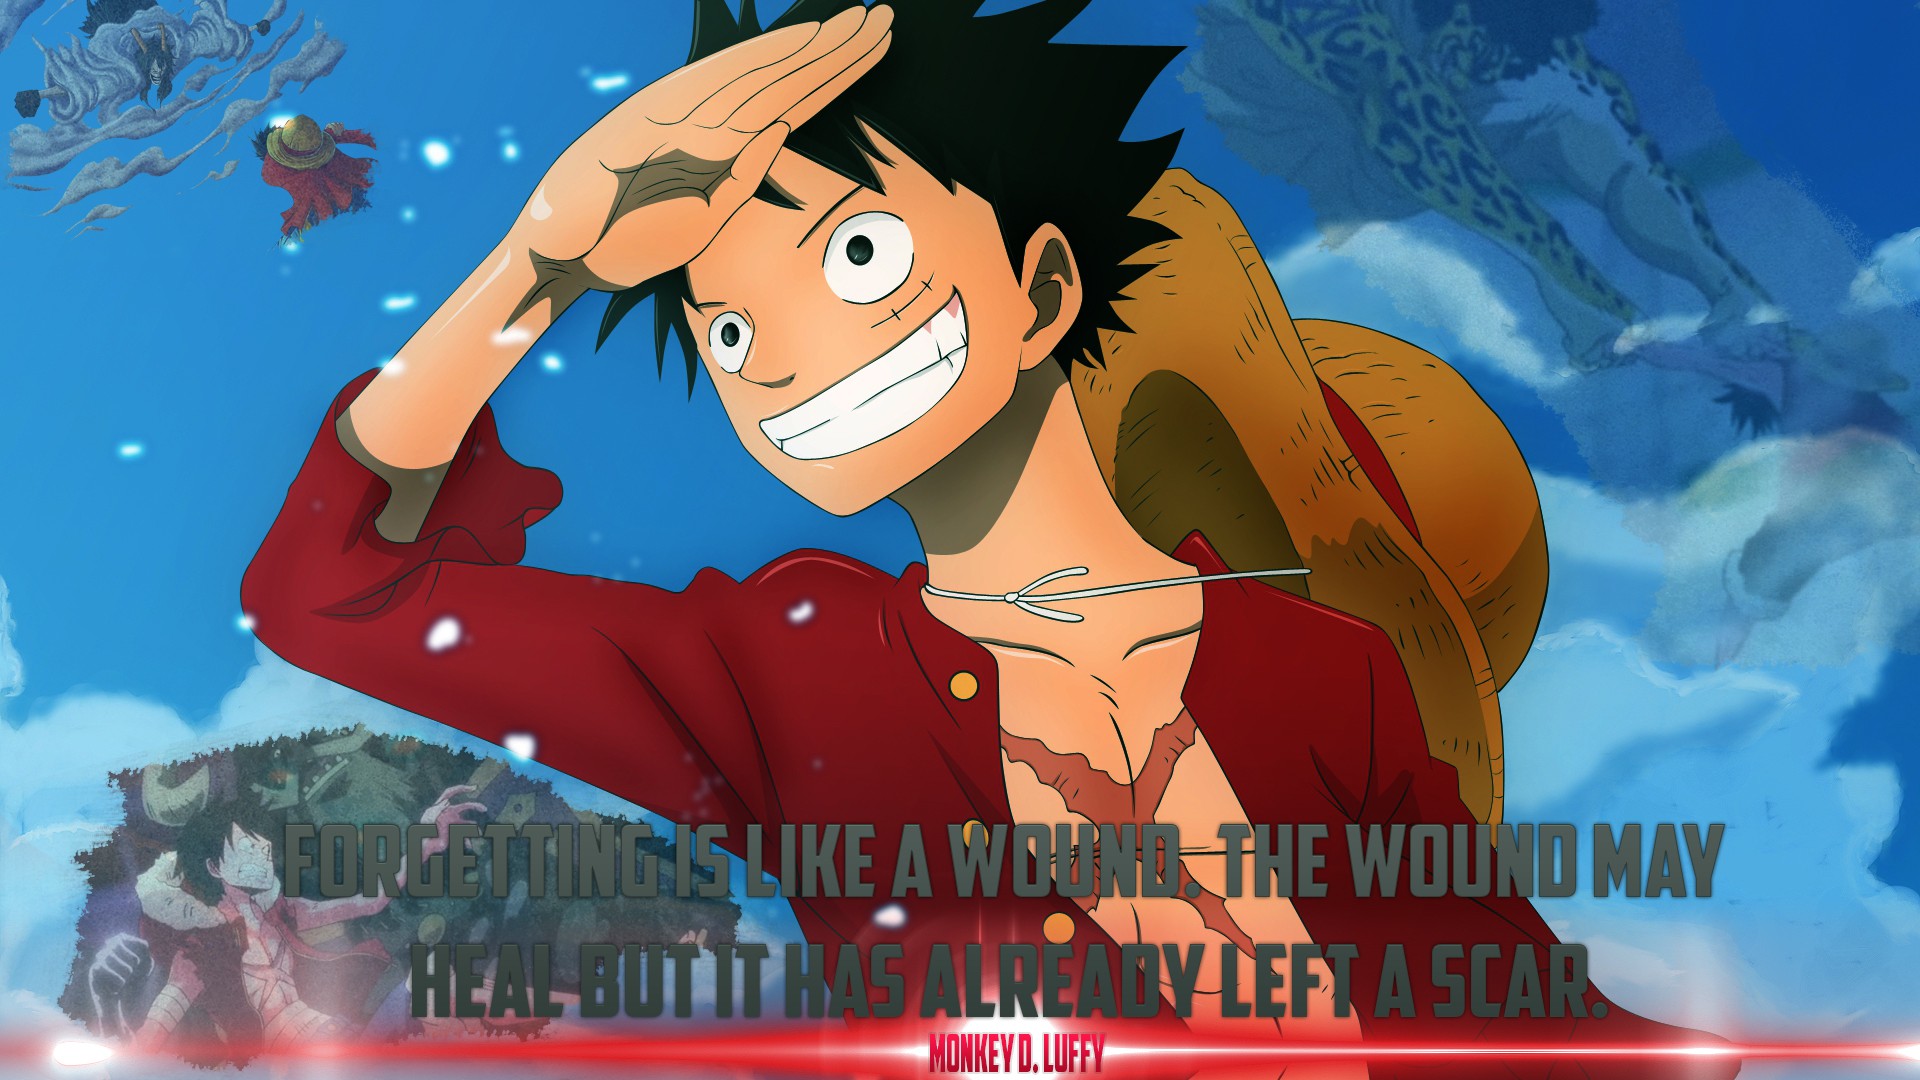 FORGETTING IS LIKE A WOUND. THE WOUND MAY
HEAL BUT IT HAS ALREADY LEFT A SCAR.
MONKEY D. LUFFY